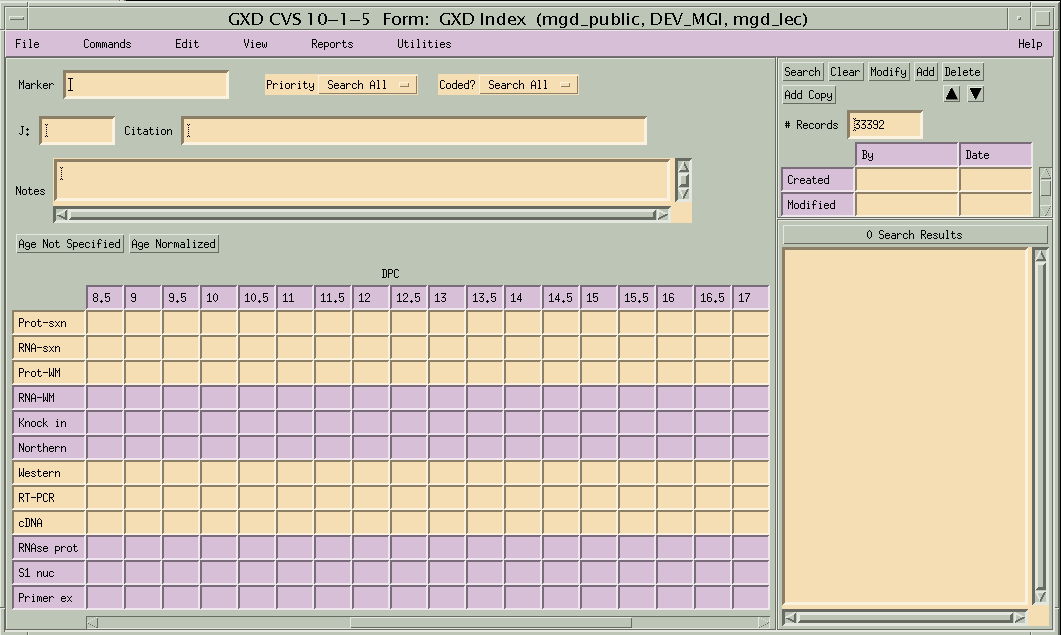 GXD CVS 10-1-5 Form: GXD Index (mgd_public, DEV_MGI, mgd_lec)
File Commands Edit View Reports Utilities Help
Marker Priority Search All Coded? Search All
J: Citation
Notes
Age Not Specified Age Normalized
DPC
8.5 9 9.5 10 10.5 11 11.5 12 12.5 13 13.5 14 14.5 15 15.5 16 16.5 17
Prot-sxn
RNA-sxn
Prot-WM
RNA-WM
Knock in
Northern
Western
RT-PCR
cDNA
RNAse prot
S1 nuc
Primer ex
Search Clear Modify Add Delete
Add Copy
# Records 33392
By Date
Created
Modified
0 Search Results